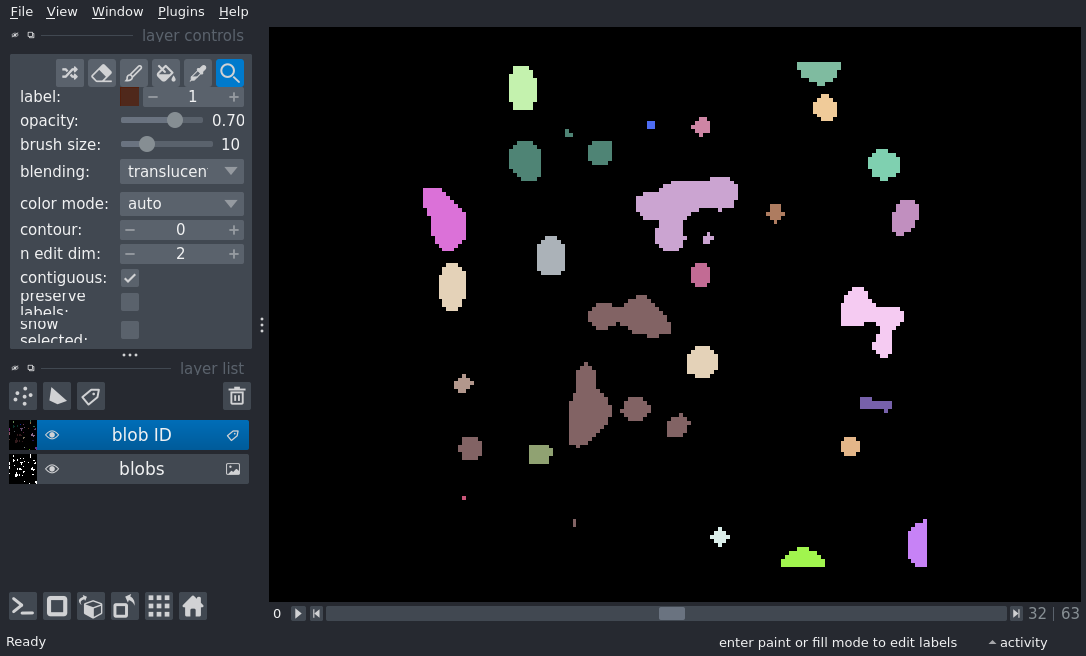 File View Window Plugins Help
layer controls
label: 1
opacity: 0.70
brush size: 10
blending: translucen
color mode: auto
contour: 0
n edit dim: 2
contiguous:
preserve
labels:
show
selected:
layer list
blob ID
blobs
0 32 | 63
Ready enter paint or fill mode to edit labels activity